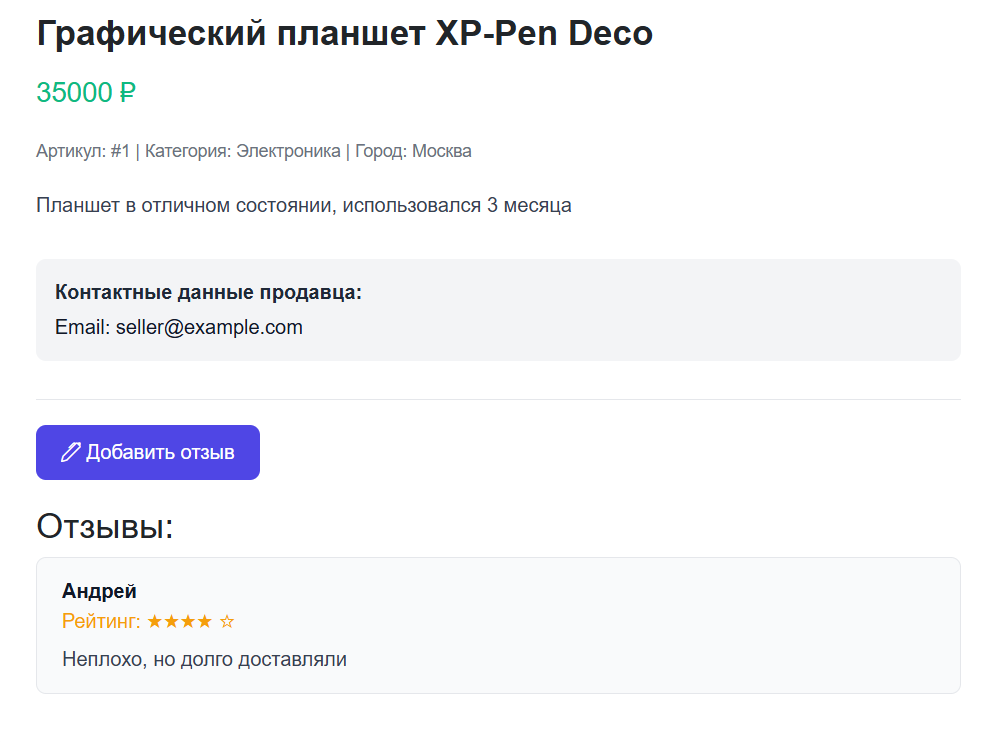 Графический планшет XP-Pen Deco
35000 ₽
Артикул: #1 | Категория: Электроника | Город: Москва
Планшет в отличном состоянии, использовался 3 месяца
Контактные данные продавца:
Email: seller@example.com
Добавить отзыв
Отзывы:
Андрей
Рейтинг: ★★★★ ☆
Неплохо, но долго доставляли